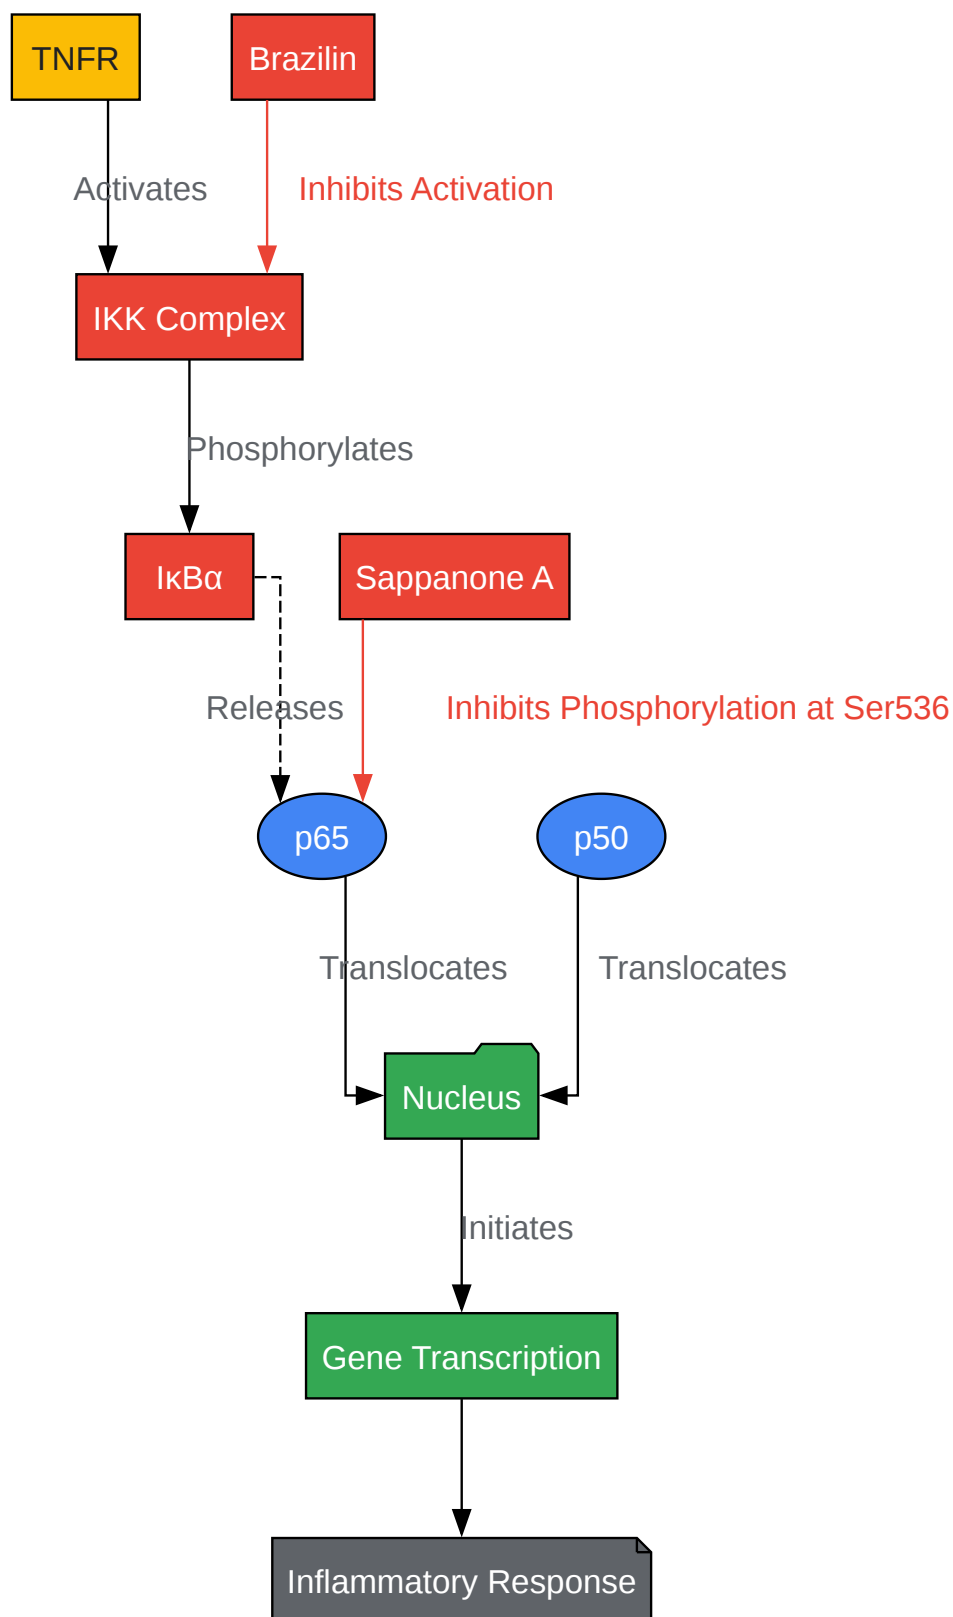 TNFR
Brazilin
Activates
Inhibits Activation
IKK Complex
Phosphorylates
IκBα
Sappanone A
Releases
Inhibits Phosphorylation at Ser536
p65
p50
Translocates
Translocates
Nucleus
Initiates
Gene Transcription
Inflammatory Response